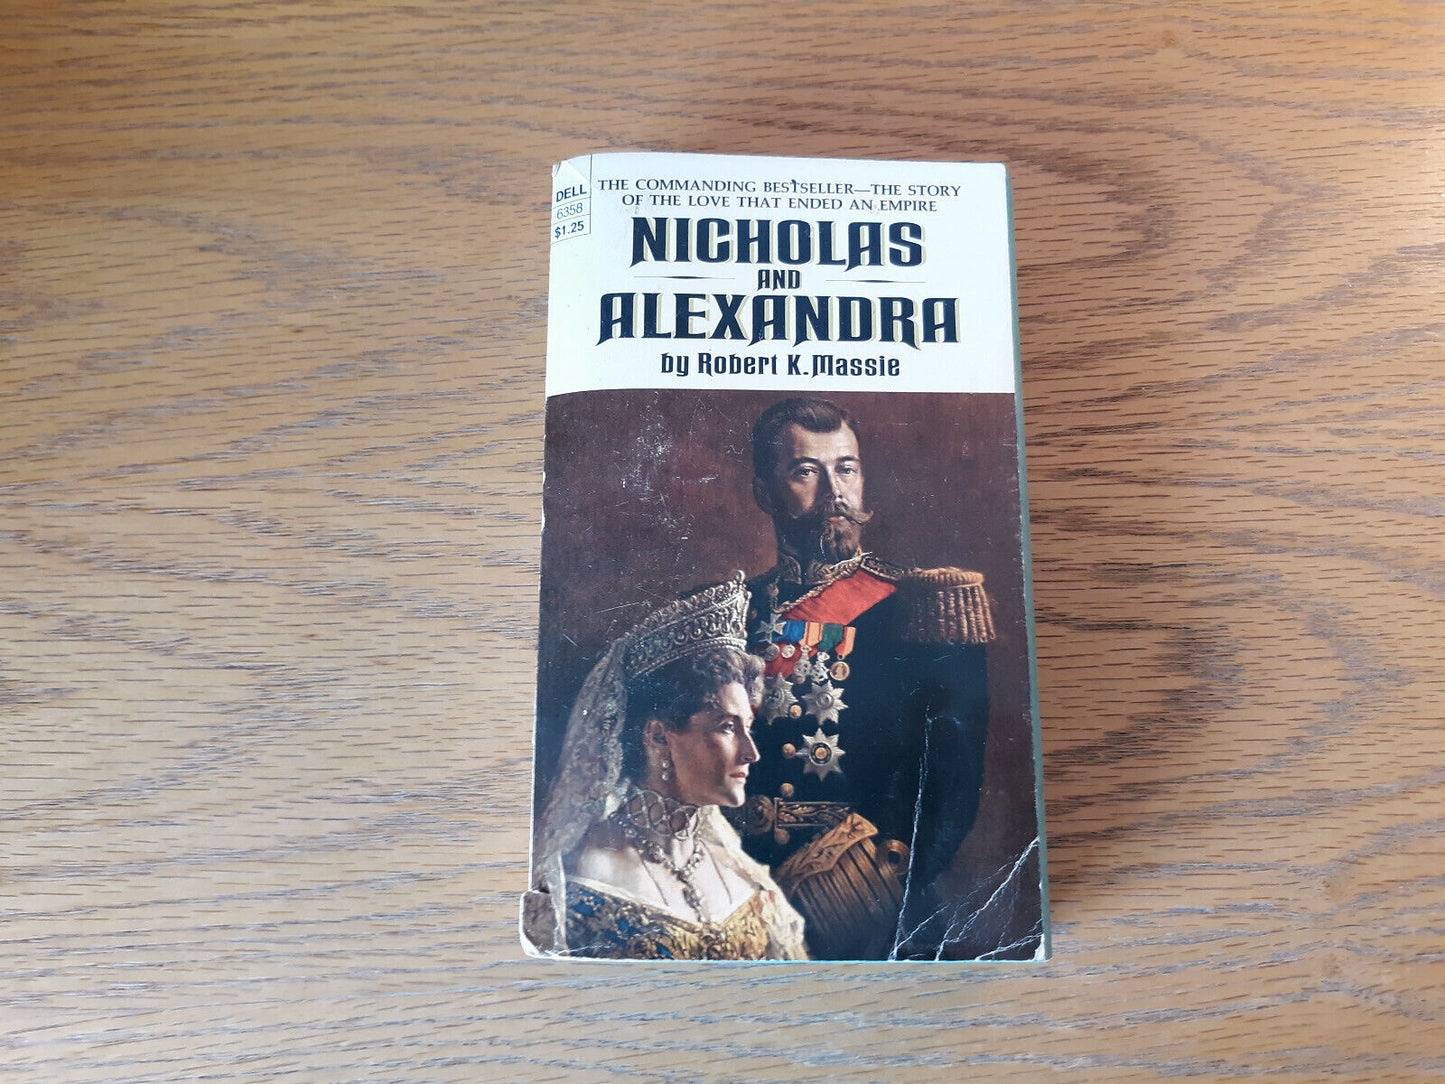 DELL
6358
$1.25
THE COMMANDING BESTSELLER—THE STORY
OF THE LOVE THAT ENDED AN EMPIRE
NICHOLAS
AND
ALEXANDRA
by Robert K. Massie